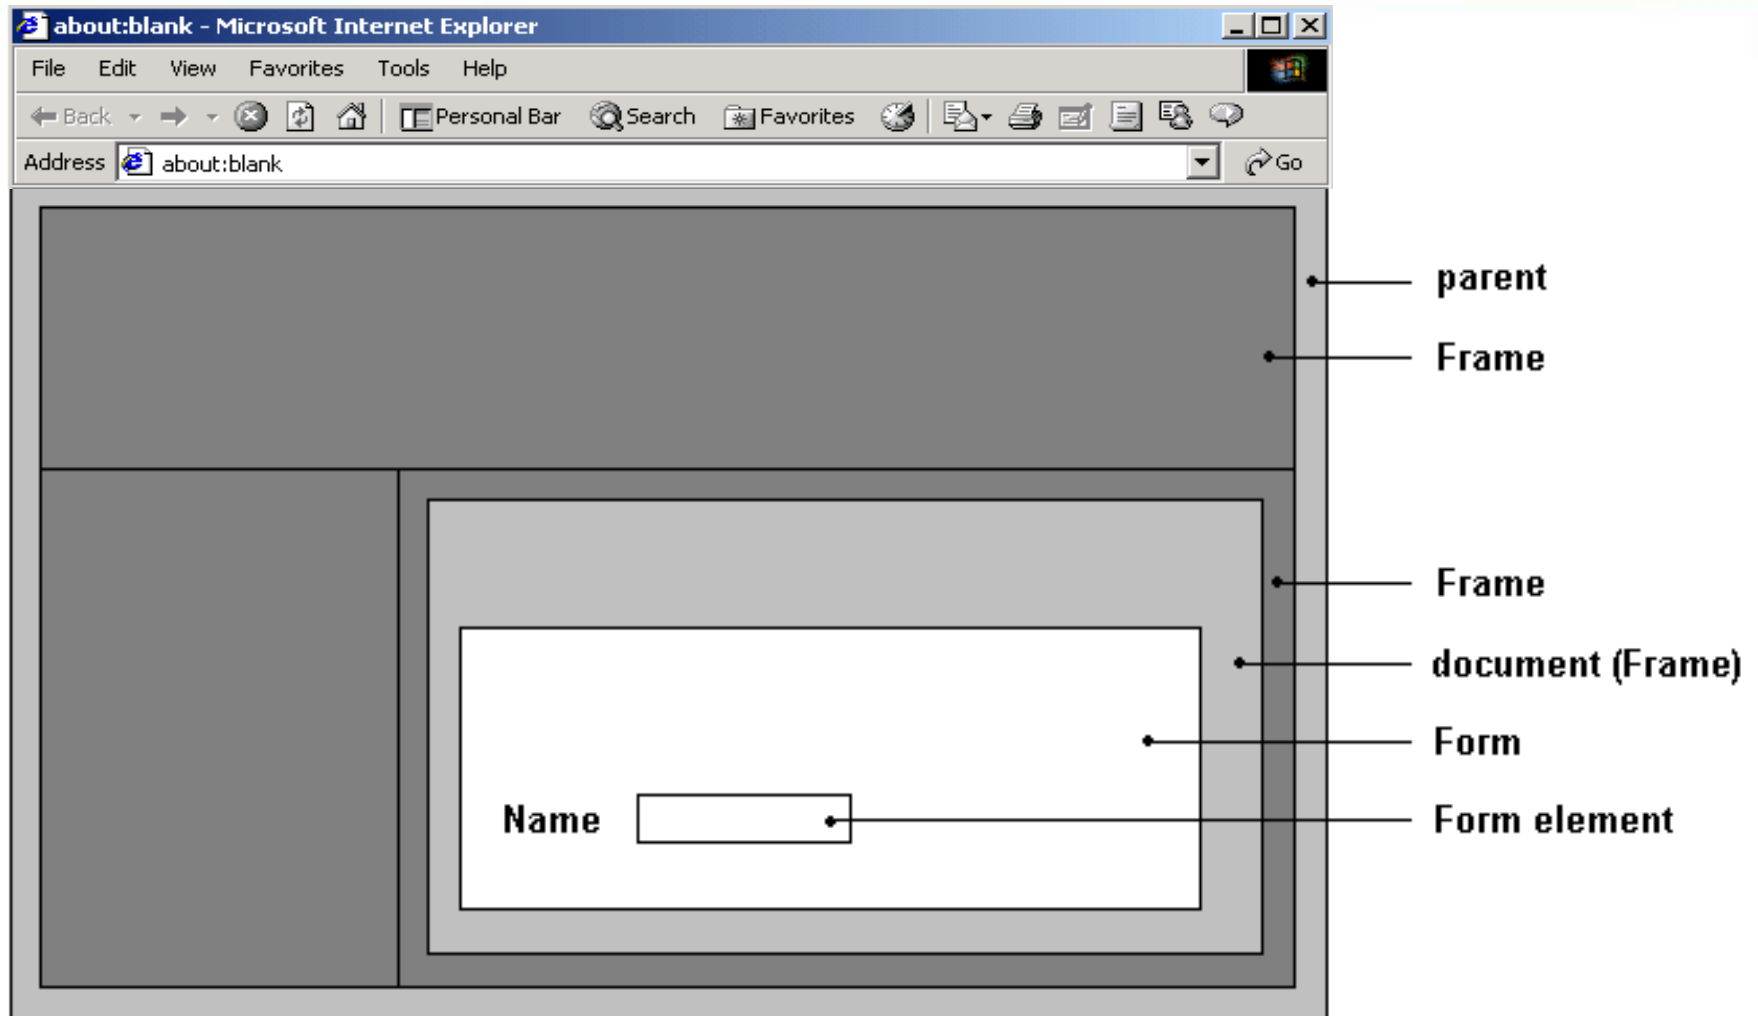 about:blank - Microsoft Internet Explorer
File Edit View Favorites Tools Help
Back Personal Bar Search Favorites
Address about:blank Go
parent
Frame
Frame
document (Frame)
Form
Name Form element